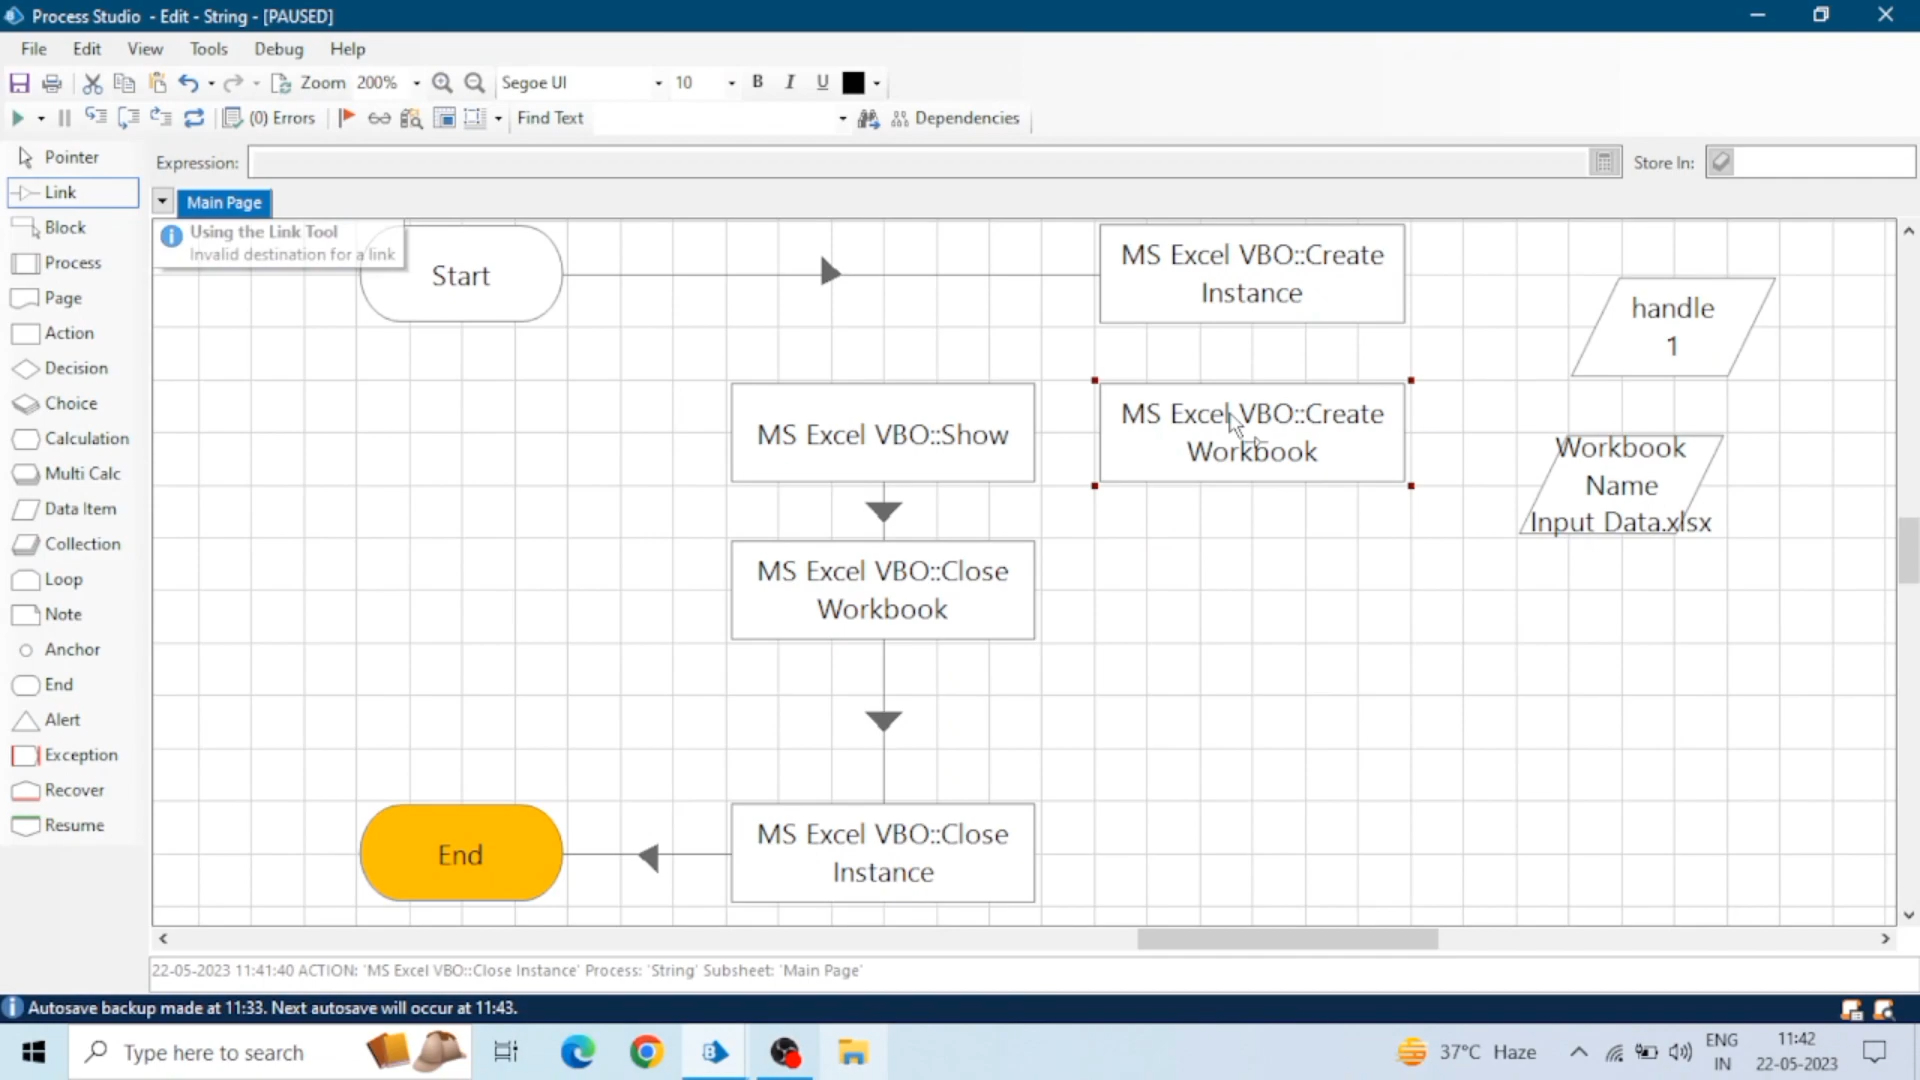 Process Studio - Edit - String - [PAUSED]
File Edit View Tools Debug Help
Zoom 200% Segoe UI 10 B I U
(0) Errors Find Text Dependencies
Expression: Store In:
Pointer
Link
Block
Process
Page
Action
Decision
Choice
Calculation
Multi Calc
Data Item
Collection
Loop
Note
Anchor
End
Alert
Exception
Recover
Resume
Main Page
Using the Link Tool
Invalid destination for a link
Start
MS Excel VBO::Create
Instance
handle
1
MS Excel VBO::Show
MS Excel VBO::Create
Workbook
Workbook
Name
Input Data.xlsx
MS Excel VBO::Close
Workbook
End
MS Excel VBO::Close
Instance
22-05-2023 11:41:40 ACTION: 'MS Excel VBO::Close Instance' Process: 'String' Subsheet: 'Main Page'
Autosave backup made at 11:33. Next autosave will occur at 11:43.
Type here to search
37°C Haze
ENG
IN
11:42
22-05-2023